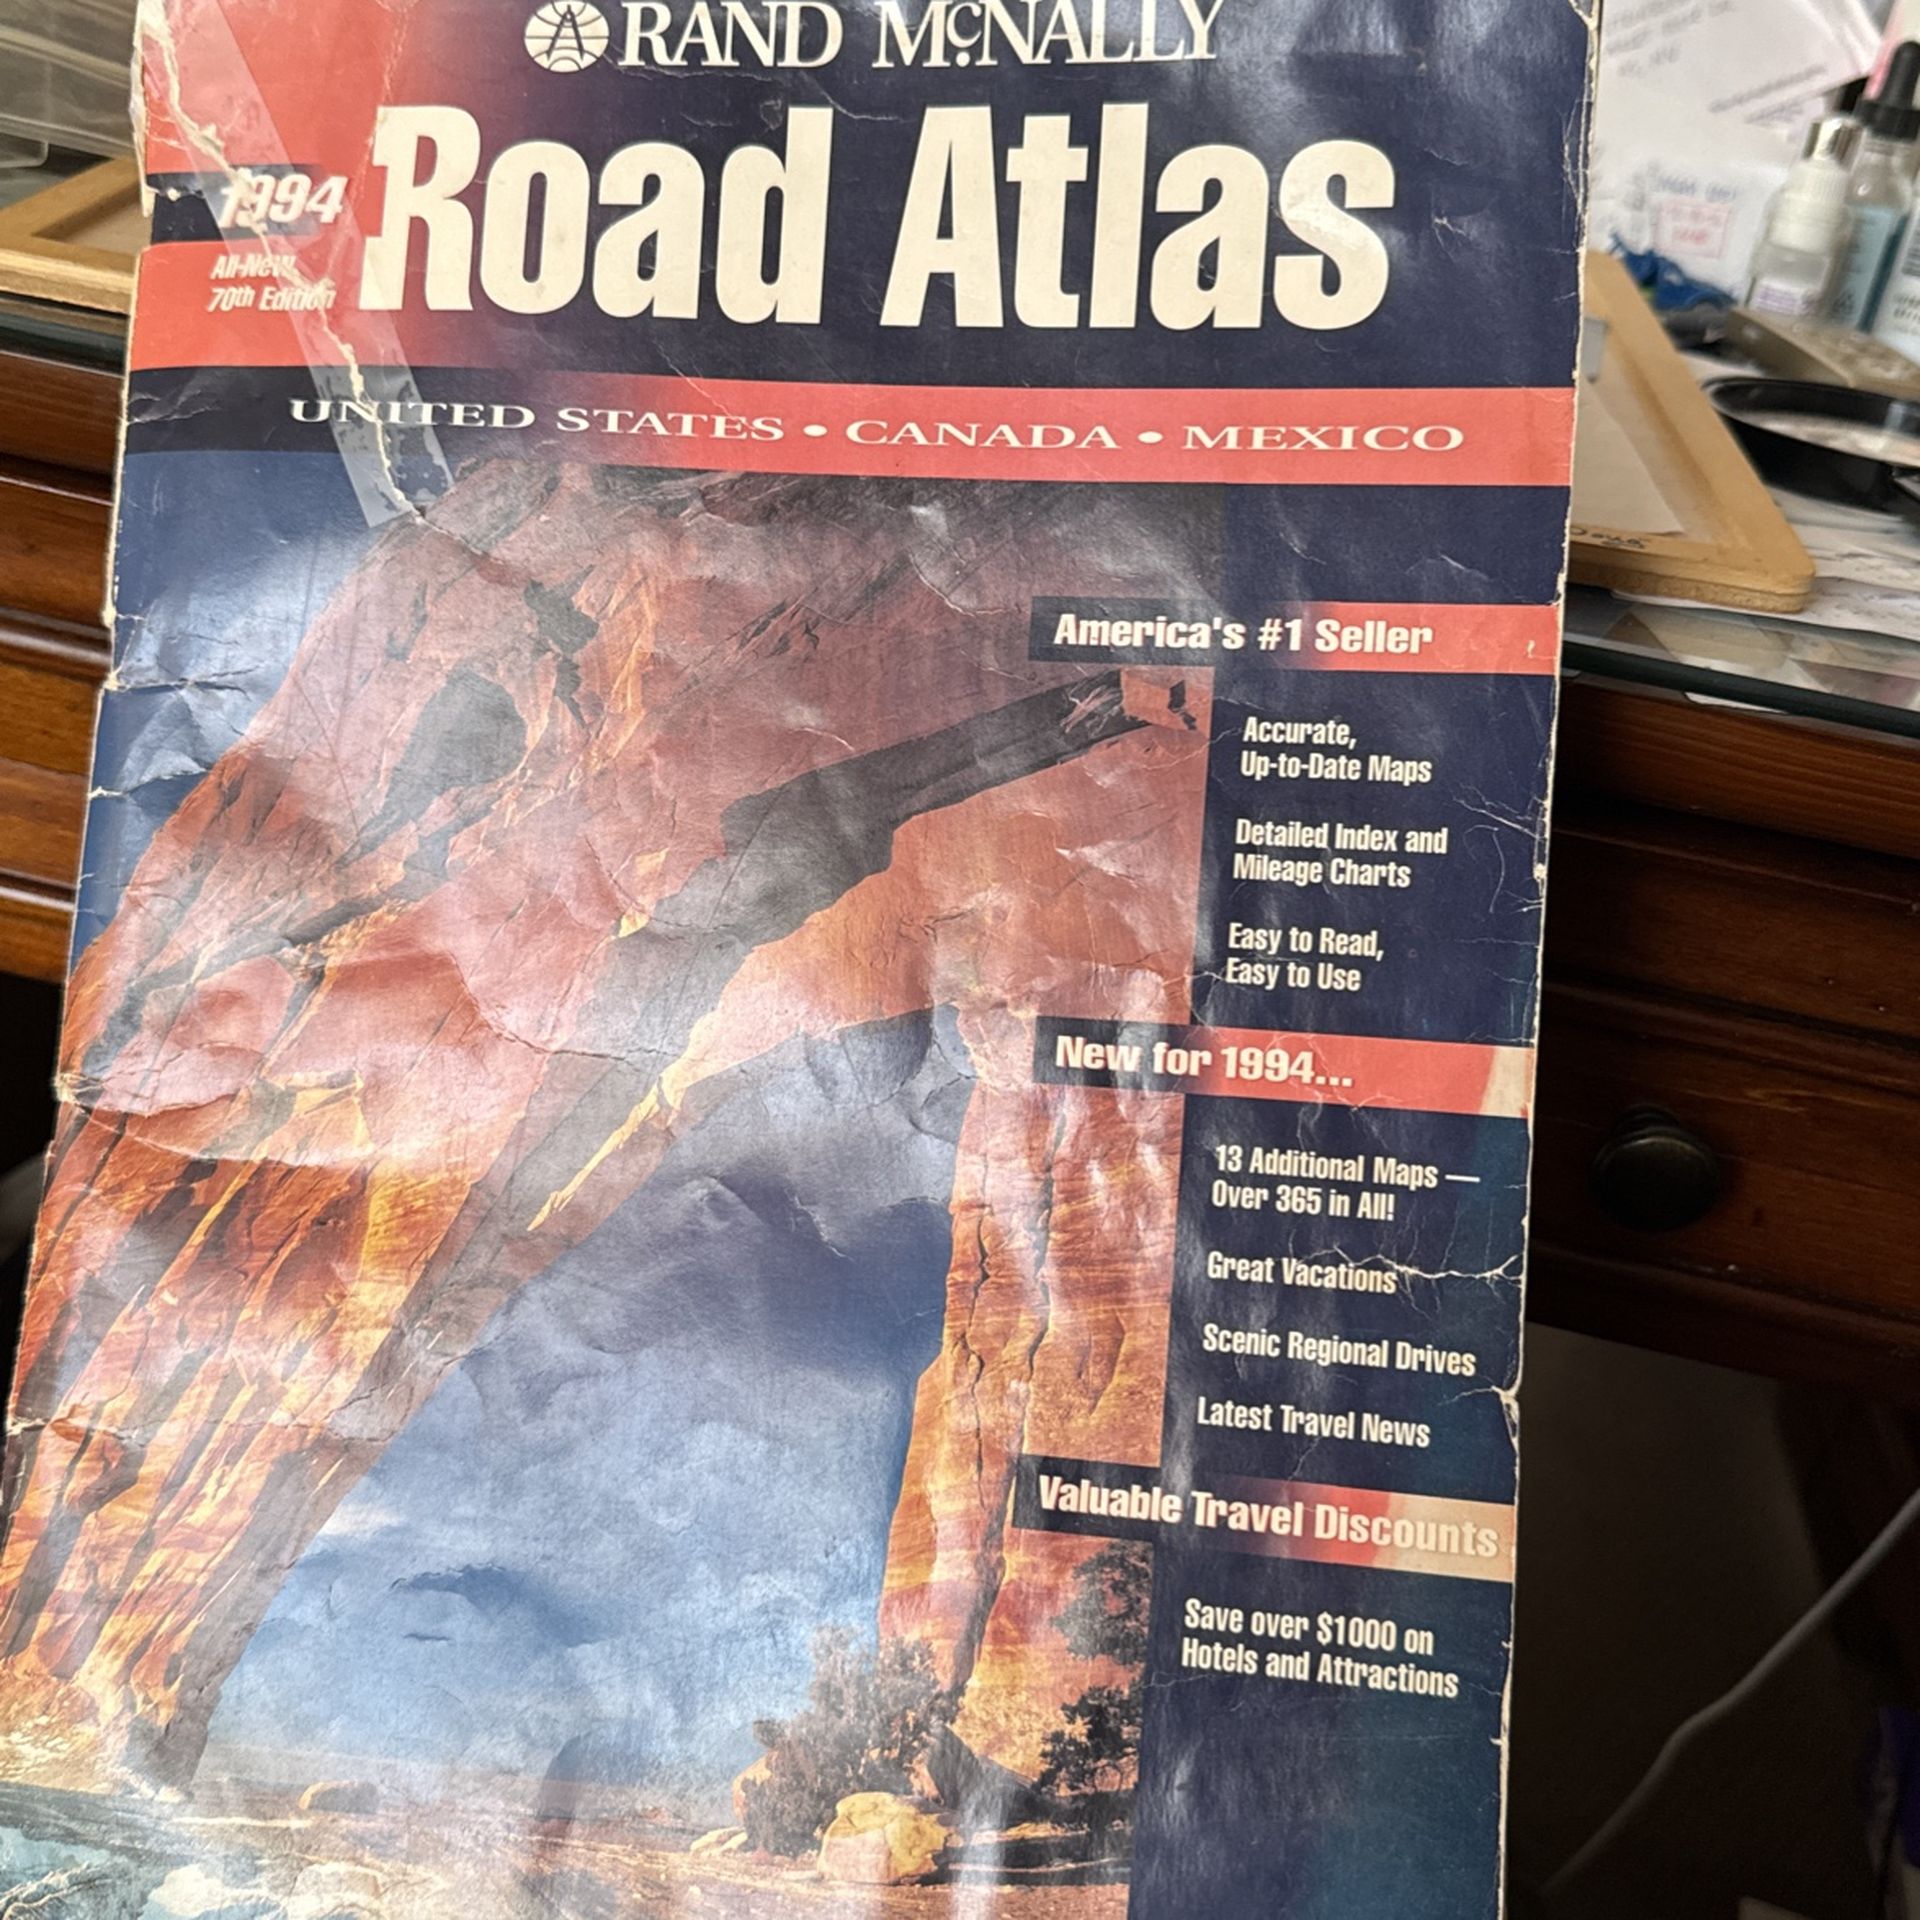 RAND McNALLY
1994
Road Atlas
All-New
70th Edition
UNITED STATES • CANADA • MEXICO
America's #1 Seller
Accurate,
Up-to-Date Maps
Detailed Index and
Mileage Charts
Easy to Read,
Easy to Use
New for 1994...
13 Additional Maps —
Over 365 in All!
Great Vacations
Scenic Regional Drives
Latest Travel News
Valuable Travel Discounts
Save over $1000 on
Hotels and Attractions